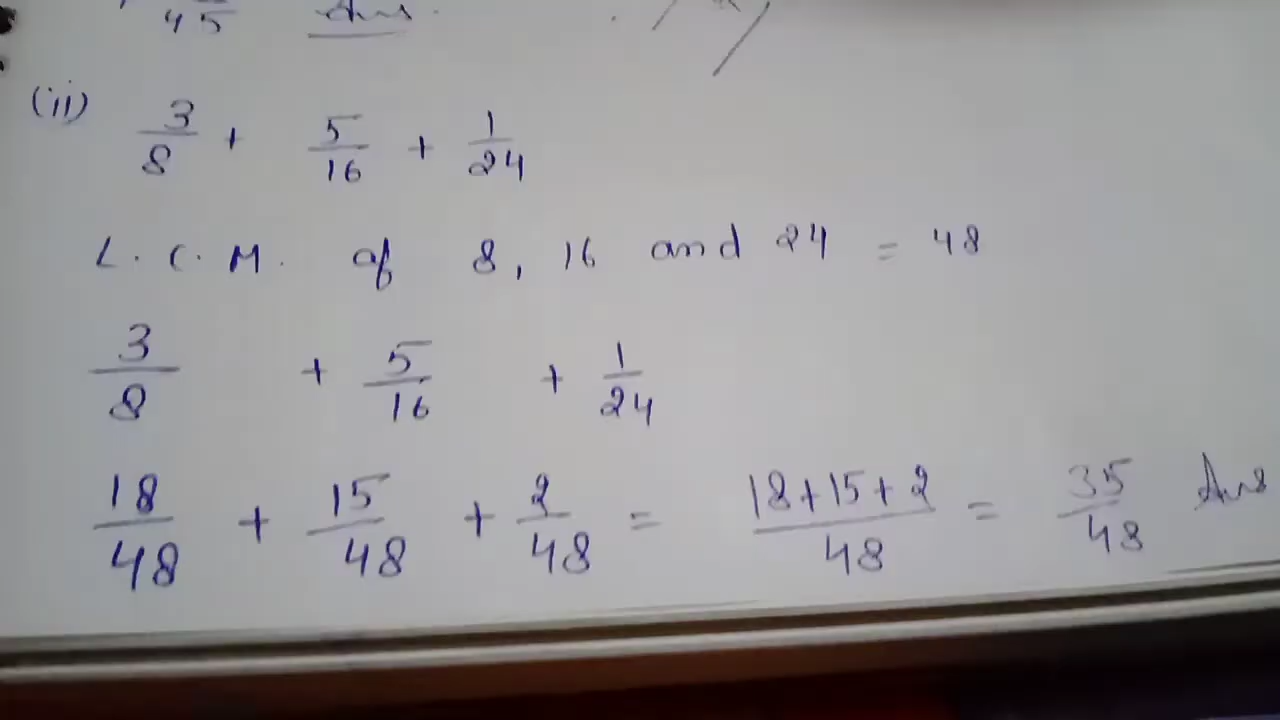 45 Ans.
(ii) 3/8 + 5/16 + 1/24
L.C.M. of 8, 16 and 24 = 48
3/8 + 5/16 + 1/24
18/48 + 15/48 + 2/48 = 18+15+2/48 = 35/48 Ans